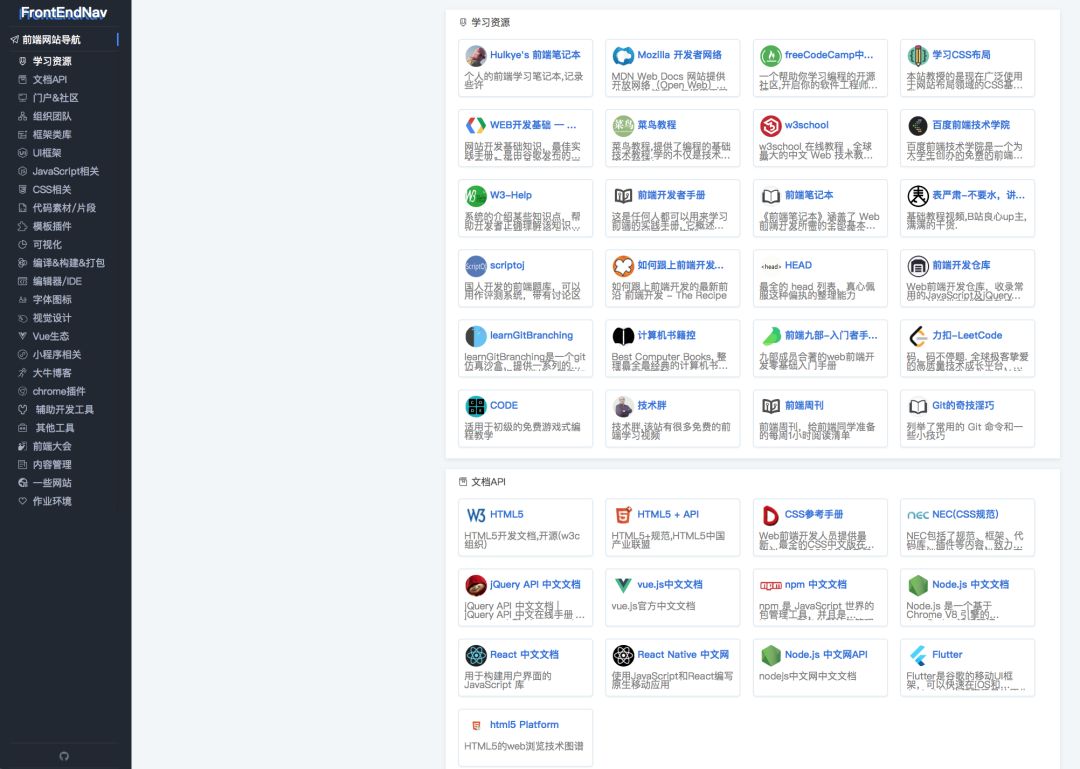 FrontEndNav
前端网站导航
学习资源
文档API
门户&社区
组织团队
框架类库
UI框架
JavaScript相关
CSS相关
代码素材/片段
模板插件
可视化
编译&构建&打包
编辑器/IDE
字体图标
视觉设计
Vue生态
小程序相关
大牛博客
chrome插件
辅助开发工具
其他工具
前端大会
内容管理
一些网站
作业环境
学习资源
Hulkye's 前端笔记本
个人的前端学习笔记本,记录
些许
Mozilla 开发者网络
MDN Web Docs 网站提供
开放网络（Open Web）...
freeCodeCamp中...
一个帮助你学习编程的开源
社区,开启你的软件工程师...
学习CSS布局
本站教授的是现在广泛使用
于网站布局领域的CSS基...
WEB开发基础 — ...
网站开发基础知识，最佳实
践手册。是由谷歌发布的...
菜鸟
菜鸟教程
菜鸟教程,提供了编程的基础
技术教程,学的不仅是技术...
w3school
w3school 在线教程，全球
最大的中文 Web 技术教...
百度前端技术学院
百度前端技术学院是一个为
大学生创办的免费的前端...
W3-Help
系统的介绍某些知识点，帮
助开发者正确理解该知识...
前端开发者手册
这是任何人都可以用来学习
前端的实践手册。它概述...
前端笔记本
《前端笔记本》涵盖了 Web
前端开发所需的全部基本...
表严肃-不要水，讲...
基础教程视频,B站良心up主,
满满的干货.
ScriptOJ
scriptoj
国人开发的前端题库，可以
用作评测系统，带有讨论区
如何跟上前端开发...
如何跟上前端开发的最新前
沿 前端开发 - The Recipe
<head>
HEAD
最全的 head 列表，真心佩
服这种偏执的整理能力
前端开发仓库
Web前端开发仓库，收录常
用的JavaScript&jQuery...
learnGitBranching
learnGitBranching是一个git
仿真沙盒，提供一系列的...
计算机书籍控
Best Computer Books, 整
理最全最经典的计算机书...
前端九部-入门者手...
九部成员合著的web前端开
发零基础入门手册
力扣-LeetCode
码，码不停题. 全球极客挚爱
的高质量技术成长平台，...
CODE
适用于初级的免费游戏式编
程教学
技术胖
技术胖,该站有很多免费的前
端学习视频
前端周刊
前端周刊，给前端同学准备
的每周1小时阅读清单
Git的奇技淫巧
列举了常用的 Git 命令和一
些小技巧
文档API
W3
HTML5
HTML5开发文档,开源(w3c
组织)
HTML5 + API
HTML5+规范,HTML5中国
产业联盟
CSS参考手册
Web前端开发人员提供最
新、最全的CSS中文版在...
nec
NEC(CSS规范)
NEC包括了规范、框架、代
码库、插件等内容，致力...
jQuery API 中文文档
jQuery API 中文文档 |
jQuery API 中文在线手册 ...
vue.js中文文档
vue.js官方中文文档
npm
npm 中文文档
npm 是 JavaScript 世界的
包管理工具，并且是...
Node.js 中文文档
Node.js 是一个基于
Chrome V8 引擎的...
React 中文文档
用于构建用户界面的
JavaScript 库
React Native 中文网
使用JavaScript和React编写
原生移动应用
Node.js 中文网API
nodejs中文网中文文档
Flutter
Flutter是谷歌的移动UI框
架，可以快速在iOS和...
html5 Platform
HTML5的web浏览技术图谱